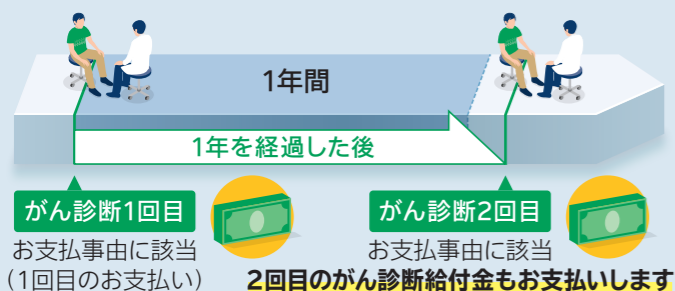 1年間
1年を経過した後
がん診断1回目
お支払事由に該当
（1回目のお支払い）
がん診断2回目
お支払事由に該当
2回目のがん診断給付金もお支払いします